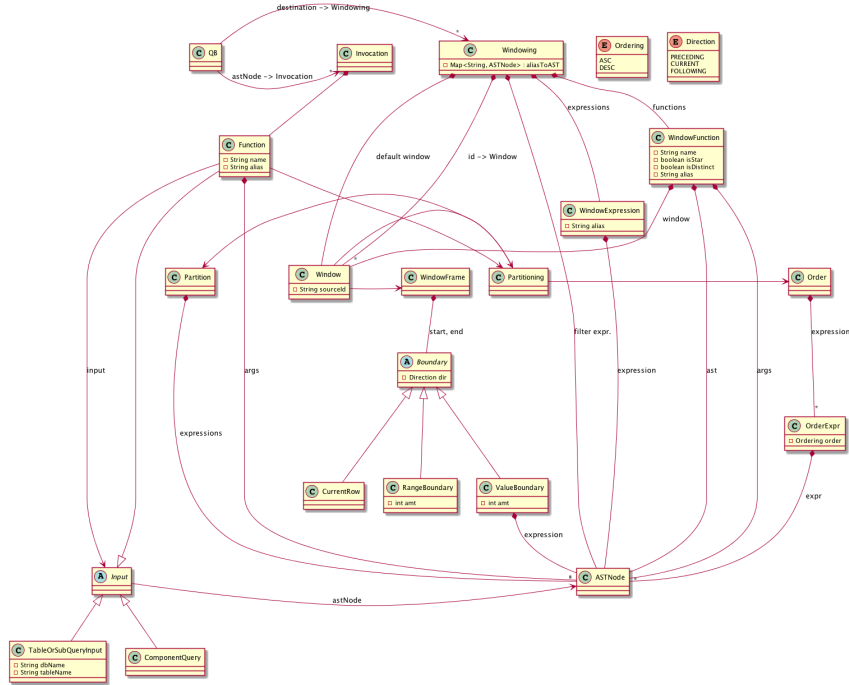 destination -> Windowing
*
C QB
C Invocation
C Windowing
Map<String, ASTNode> : aliasToAST
E Ordering
ASC
DESC
E Direction
PRECEDING
CURRENT
FOLLOWING
astNode -> Invocation
*
expressions
functions
C Function
String name
String alias
C WindowFunction
String name
boolean isStar
boolean isDistinct
String alias
default window
id -> Window
C WindowExpression
String alias
window
*
C Partition
C Window
String sourceId
C WindowFrame
C Partitioning
C Order
start, end
filter expr.
expression
A Boundary
Direction dir
input
args
expression
ast
args
*
C OrderExpr
Ordering order
expressions
C CurrentRow
C RangeBoundary
int amt
C ValueBoundary
int amt
expr
expression
A Input
*
C ASTNode
*
astNode
C TableOrSubQueryInput
String dbName
String tableName
C ComponentQuery